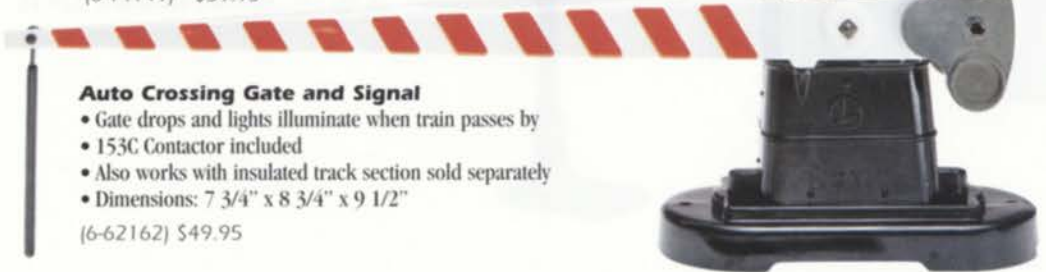 Auto Crossing Gate and Signal
• Gate drops and lights illuminate when train passes by
• 153C Contactor included
• Also works with insulated track section sold separately
• Dimensions: 7 3/4" x 8 3/4" x 9 1/2"
(6-62162) $49.95